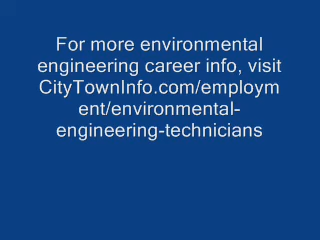 For more environmental
engineering career info, visit
CityTownInfo.com/employm
ent/environmental-
engineering-technicians